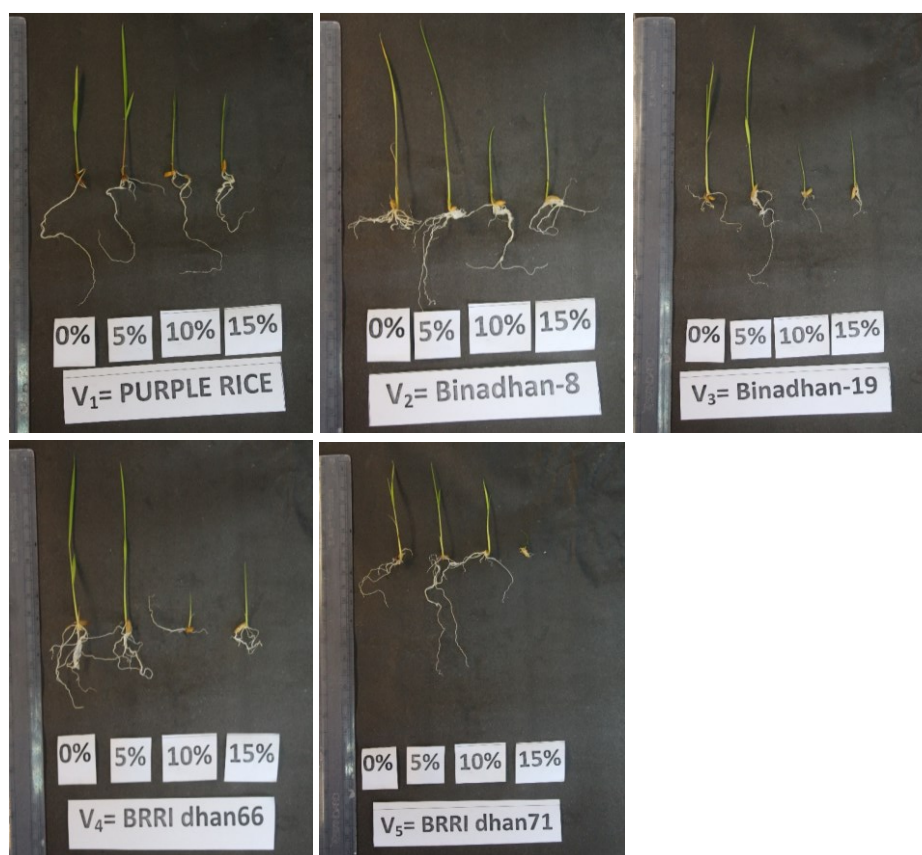 0% 5% 10% 15%
V₁= PURPLE RICE
0% 5% 10% 15%
V₂= Binadhan-8
0% 5% 10% 15%
V₃= Binadhan-19
0% 5% 10% 15%
V₄= BRRI dhan66
0% 5% 10% 15%
V₅= BRRI dhan71